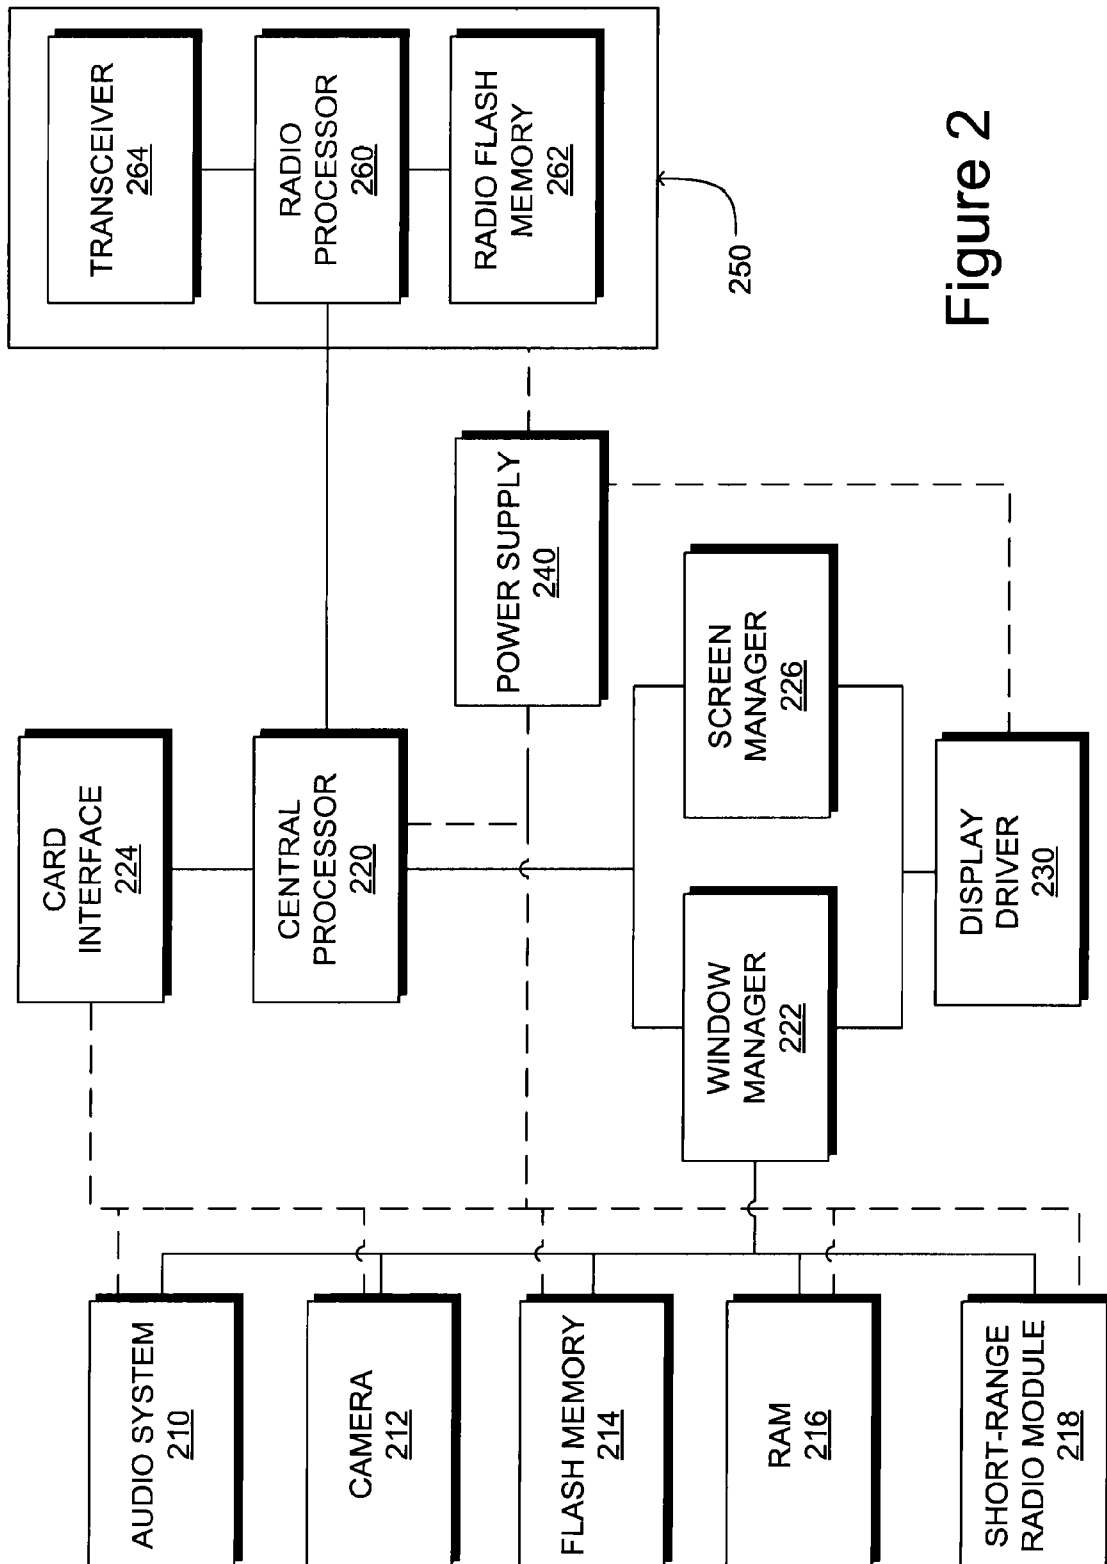 AUDIO SYSTEM
210
CAMERA
212
FLASH MEMORY
214
RAM
216
SHORT-RANGE
RADIO MODULE
218
CARD
INTERFACE
224
CENTRAL
PROCESSOR
220
WINDOW
MANAGER
222
SCREEN
MANAGER
226
DISPLAY
DRIVER
230
POWER SUPPLY
240
TRANSCEIVER
264
RADIO
PROCESSOR
260
RADIO FLASH
MEMORY
262
250
Figure 2